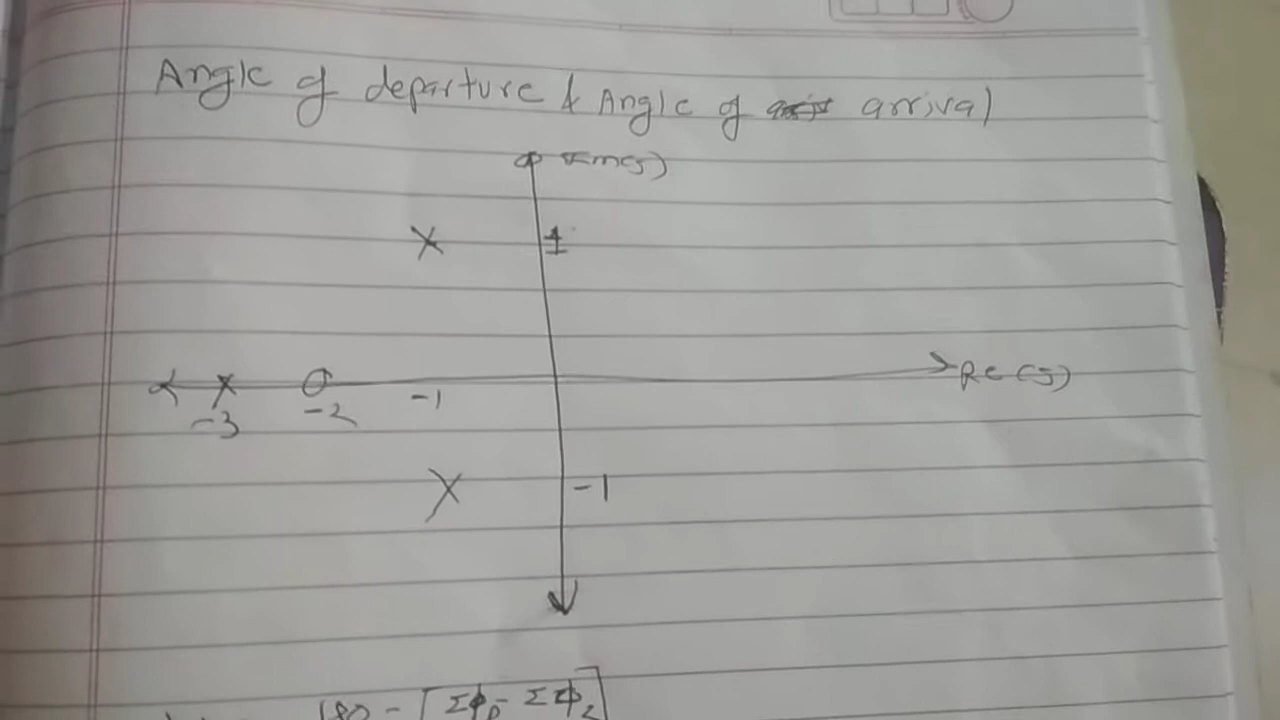 Angle of departure & Angle of arrival
Im(s)
1
Re(s)
-3
-2
-1
-1
180 - [Σφp - Σφz]